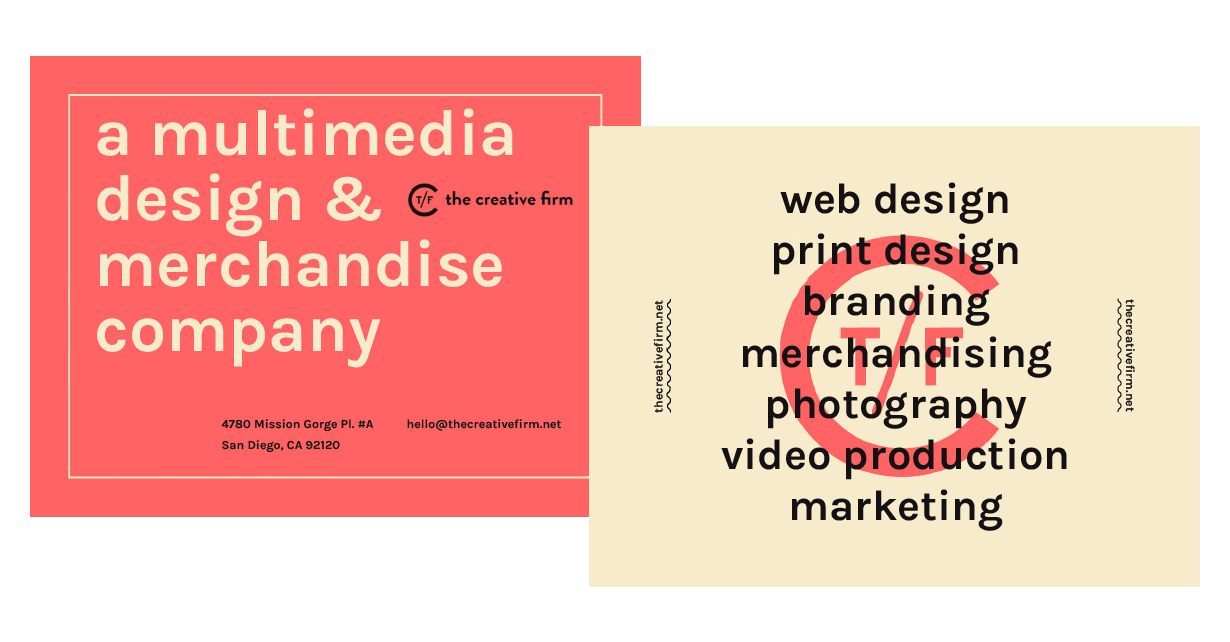 a multimedia
design &
merchandise
company
T/F the creative firm
4780 Mission Gorge Pl. #A
San Diego, CA 92120
hello@thecreativefirm.net
web design
print design
branding
merchandising
photography
video production
marketing
T/F
thecreativefirm.net
thecreativefirm.net